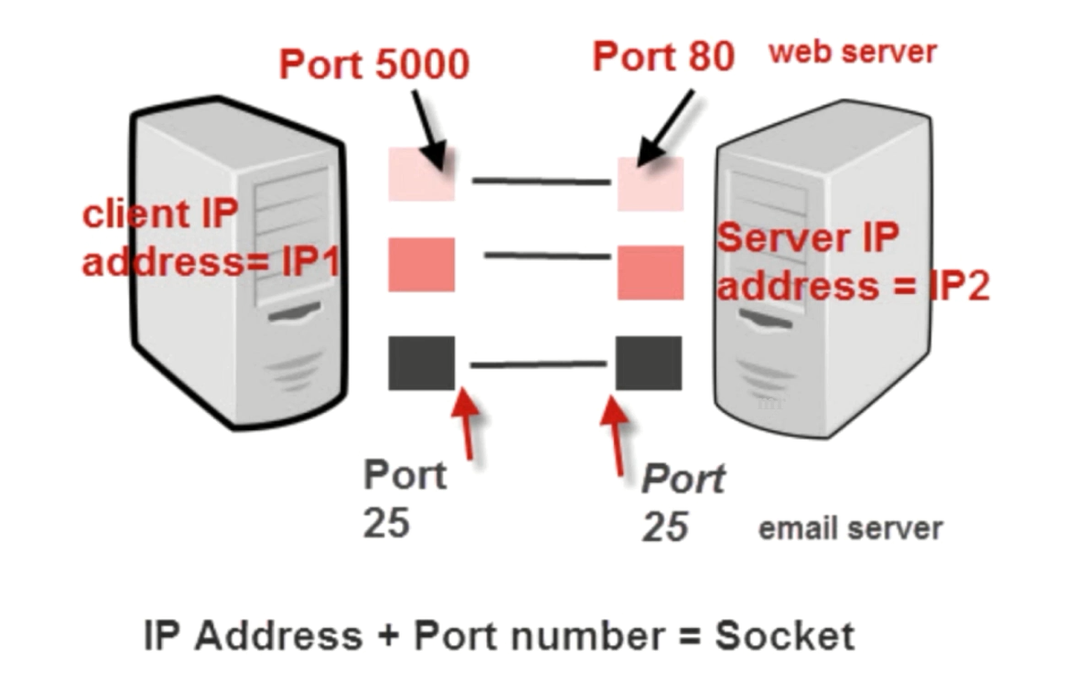 Port 5000
Port 80
web server
client IP
address= IP1
Server IP
address = IP2
Port
25
Port
25
email server
IP Address + Port number = Socket